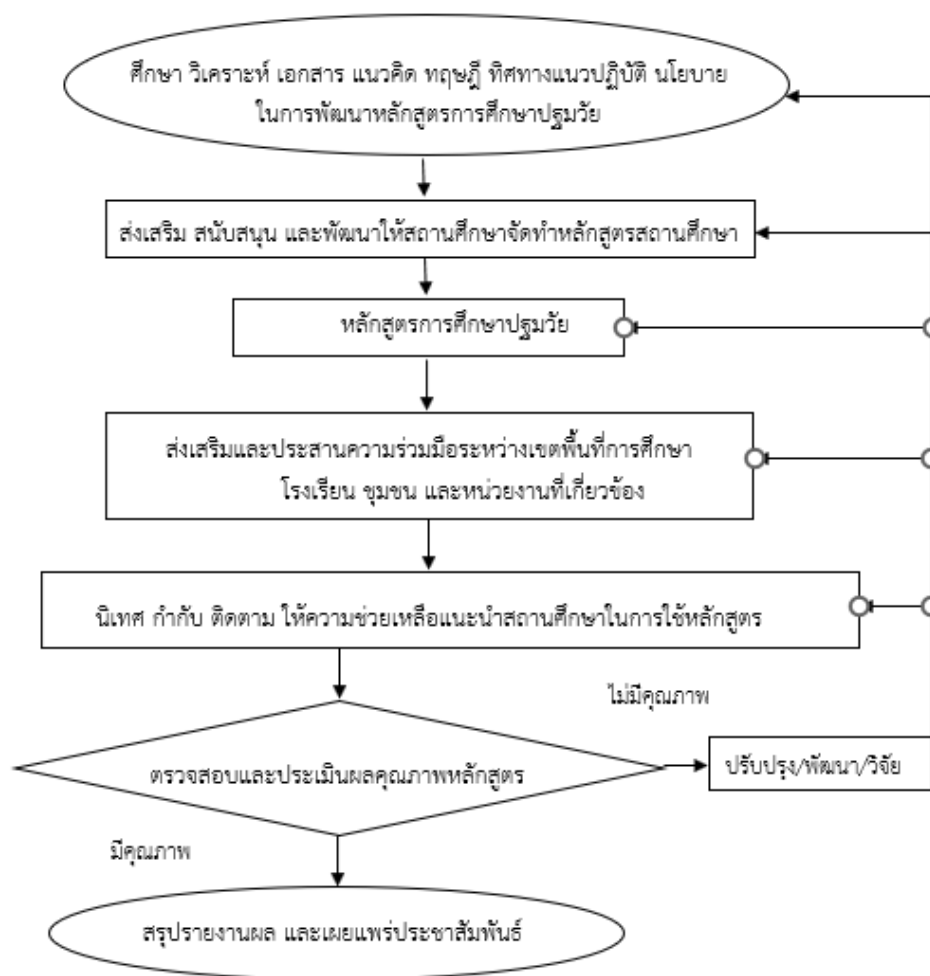 ศึกษา วิเคราะห์ เอกสาร แนวคิด ทฤษฎี ทิศทางแนวปฏิบัติ นโยบาย
ในการพัฒนาหลักสูตรการศึกษาปฐมวัย
ส่งเสริม สนับสนุน และพัฒนาให้สถานศึกษาจัดทำหลักสูตรสถานศึกษา
หลักสูตรการศึกษาปฐมวัย
ส่งเสริมและประสานความร่วมมือระหว่างเขตพื้นที่การศึกษา
โรงเรียน ชุมชน และหน่วยงานที่เกี่ยวข้อง
นิเทศ กำกับ ติดตาม ให้ความช่วยเหลือแนะนำสถานศึกษาในการใช้หลักสูตร
ไม่มีคุณภาพ
ตรวจสอบและประเมินผลคุณภาพหลักสูตร
ปรับปรุง/พัฒนา/วิจัย
มีคุณภาพ
สรุปรายงานผล และเผยแพร่ประชาสัมพันธ์